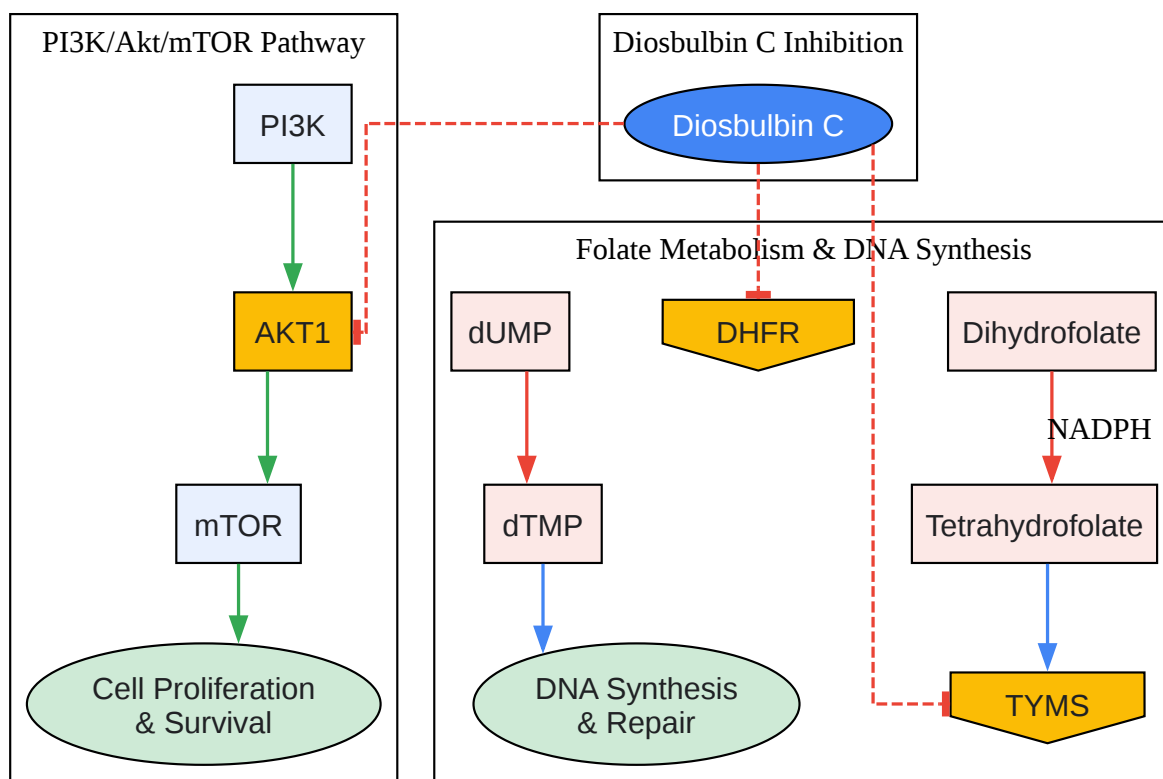 PI3K/Akt/mTOR Pathway
PI3K
AKT1
mTOR
Cell Proliferation
& Survival
Diosbulbin C Inhibition
Diosbulbin C
Folate Metabolism & DNA Synthesis
dUMP
DHFR
Dihydrofolate
NADPH
dTMP
Tetrahydrofolate
DNA Synthesis
& Repair
TYMS